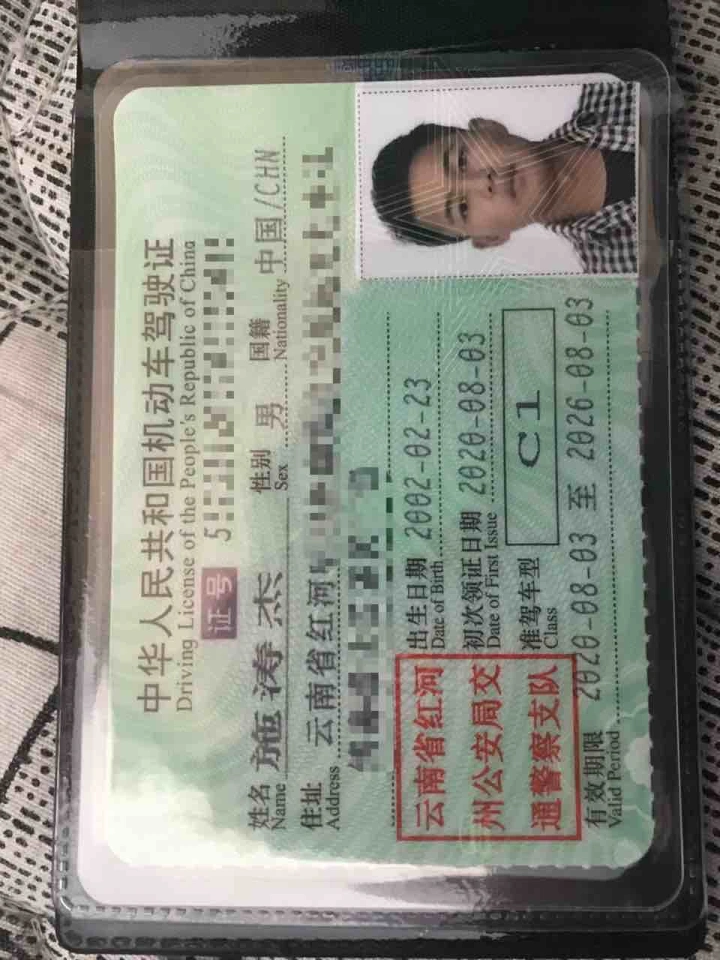 中华人民共和国机动车驾驶证
Driving License of the People's Republic of China
证号 5
姓名 施涛杰 性别 男 国籍 中国/CHN
Name Sex Nationality
住址 云南省红河
Address
出生日期 2002-02-23
Date of Birth
初次领证日期 2020-08-03
Date of First Issue
准驾车型 C1
Class
云南省红河
州公安局交
通警察支队
有效期限 2020-08-03 至 2026-08-03
Valid Period